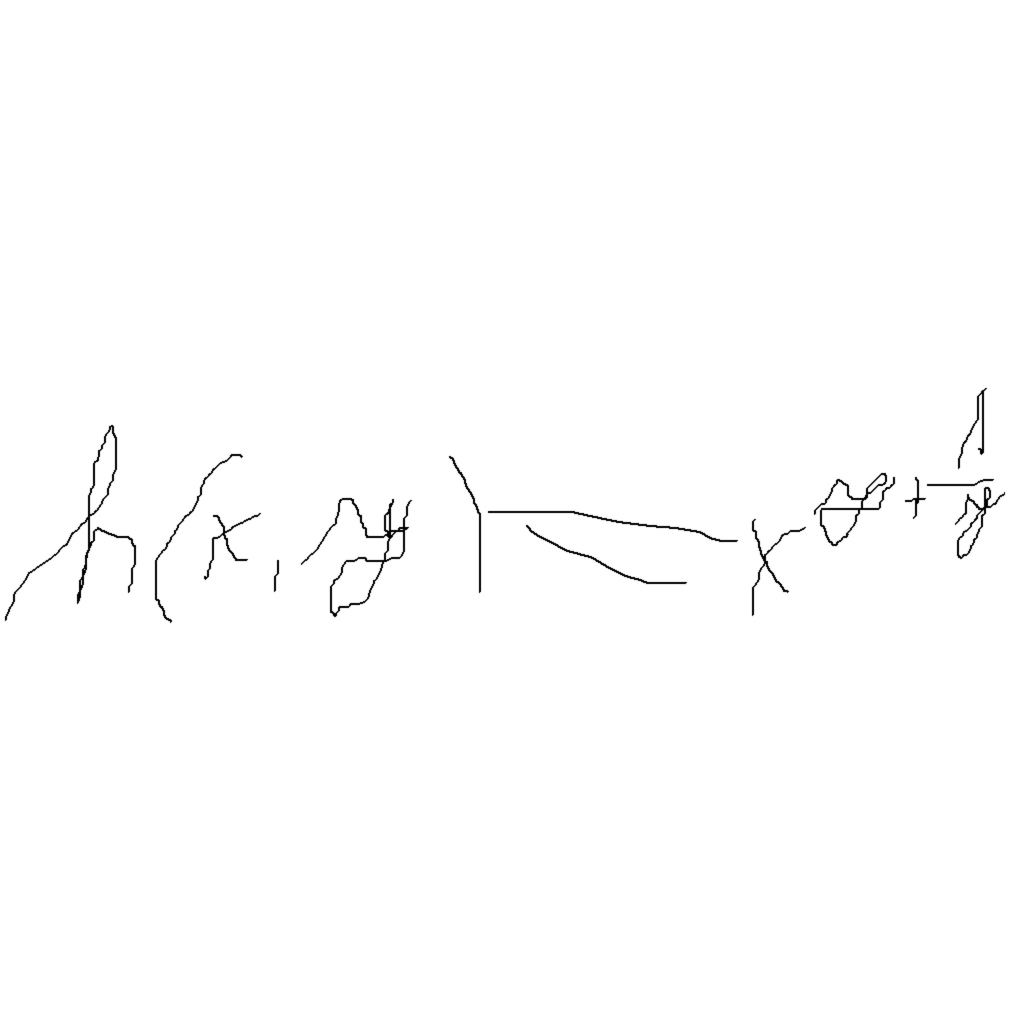 h(x, y) = x^{y + \frac{1}{y}}